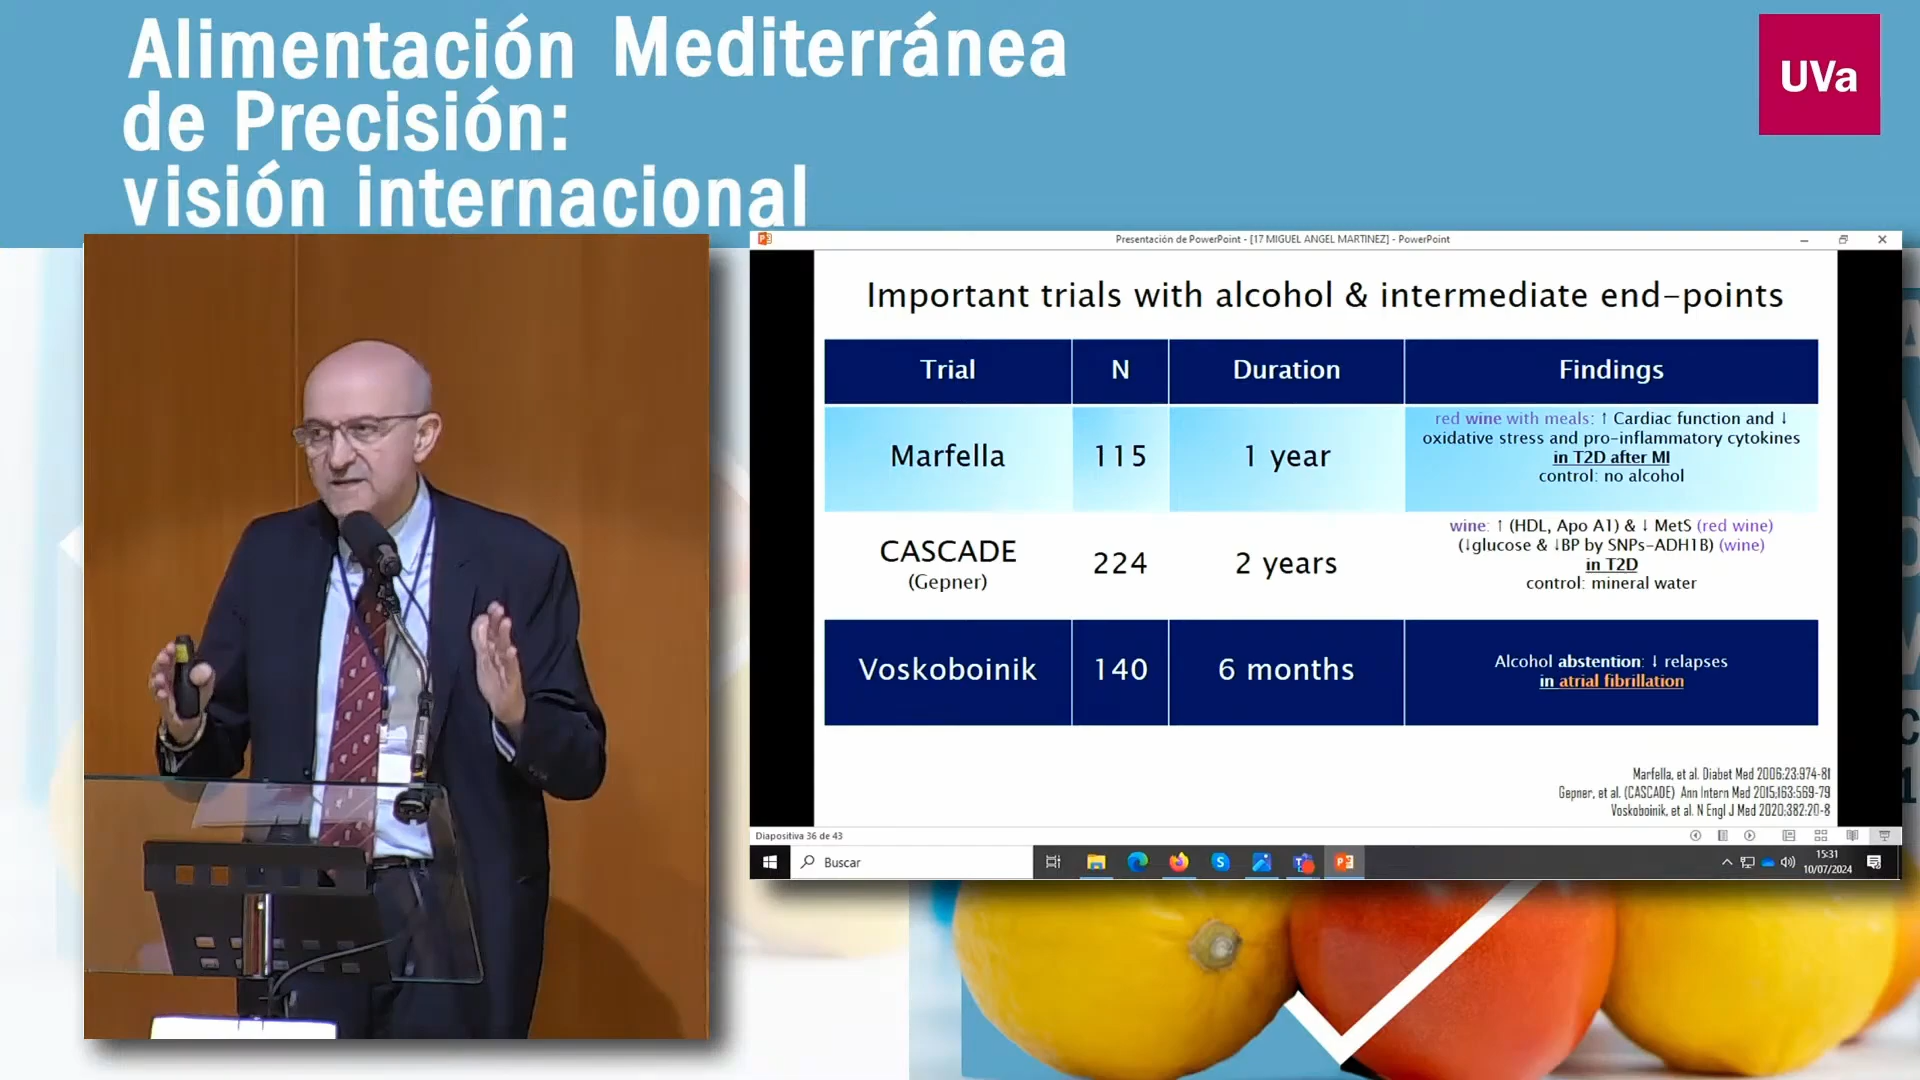 Alimentación Mediterránea
de Precisión:
visión internacional
UVa
Presentación de PowerPoint - [17 MIGUEL ANGEL MARTINEZ] - PowerPoint
Important trials with alcohol & intermediate end-points
Trial N Duration Findings
Marfella 115 1 year
red wine with meals: ↑ Cardiac function and ↓
oxidative stress and pro-inflammatory cytokines
in T2D after MI
control: no alcohol
CASCADE
(Gepner)
224 2 years
wine: ↑ (HDL, Apo A1) & ↓ MetS (red wine)
(↓glucose & ↓BP by SNPs-ADH1B) (wine)
in T2D
control: mineral water
Voskoboinik 140 6 months
Alcohol abstention: ↓ relapses
in atrial fibrillation
Marfella, et al. Diabet Med 2006;23:974-81
Gepner, et al. (CASCADE) Ann Intern Med 2015;163:569-79
Voskoboinik, et al. N Engl J Med 2020;382:20-8
Diapositiva 36 de 43
Buscar
15:31
10/07/2024